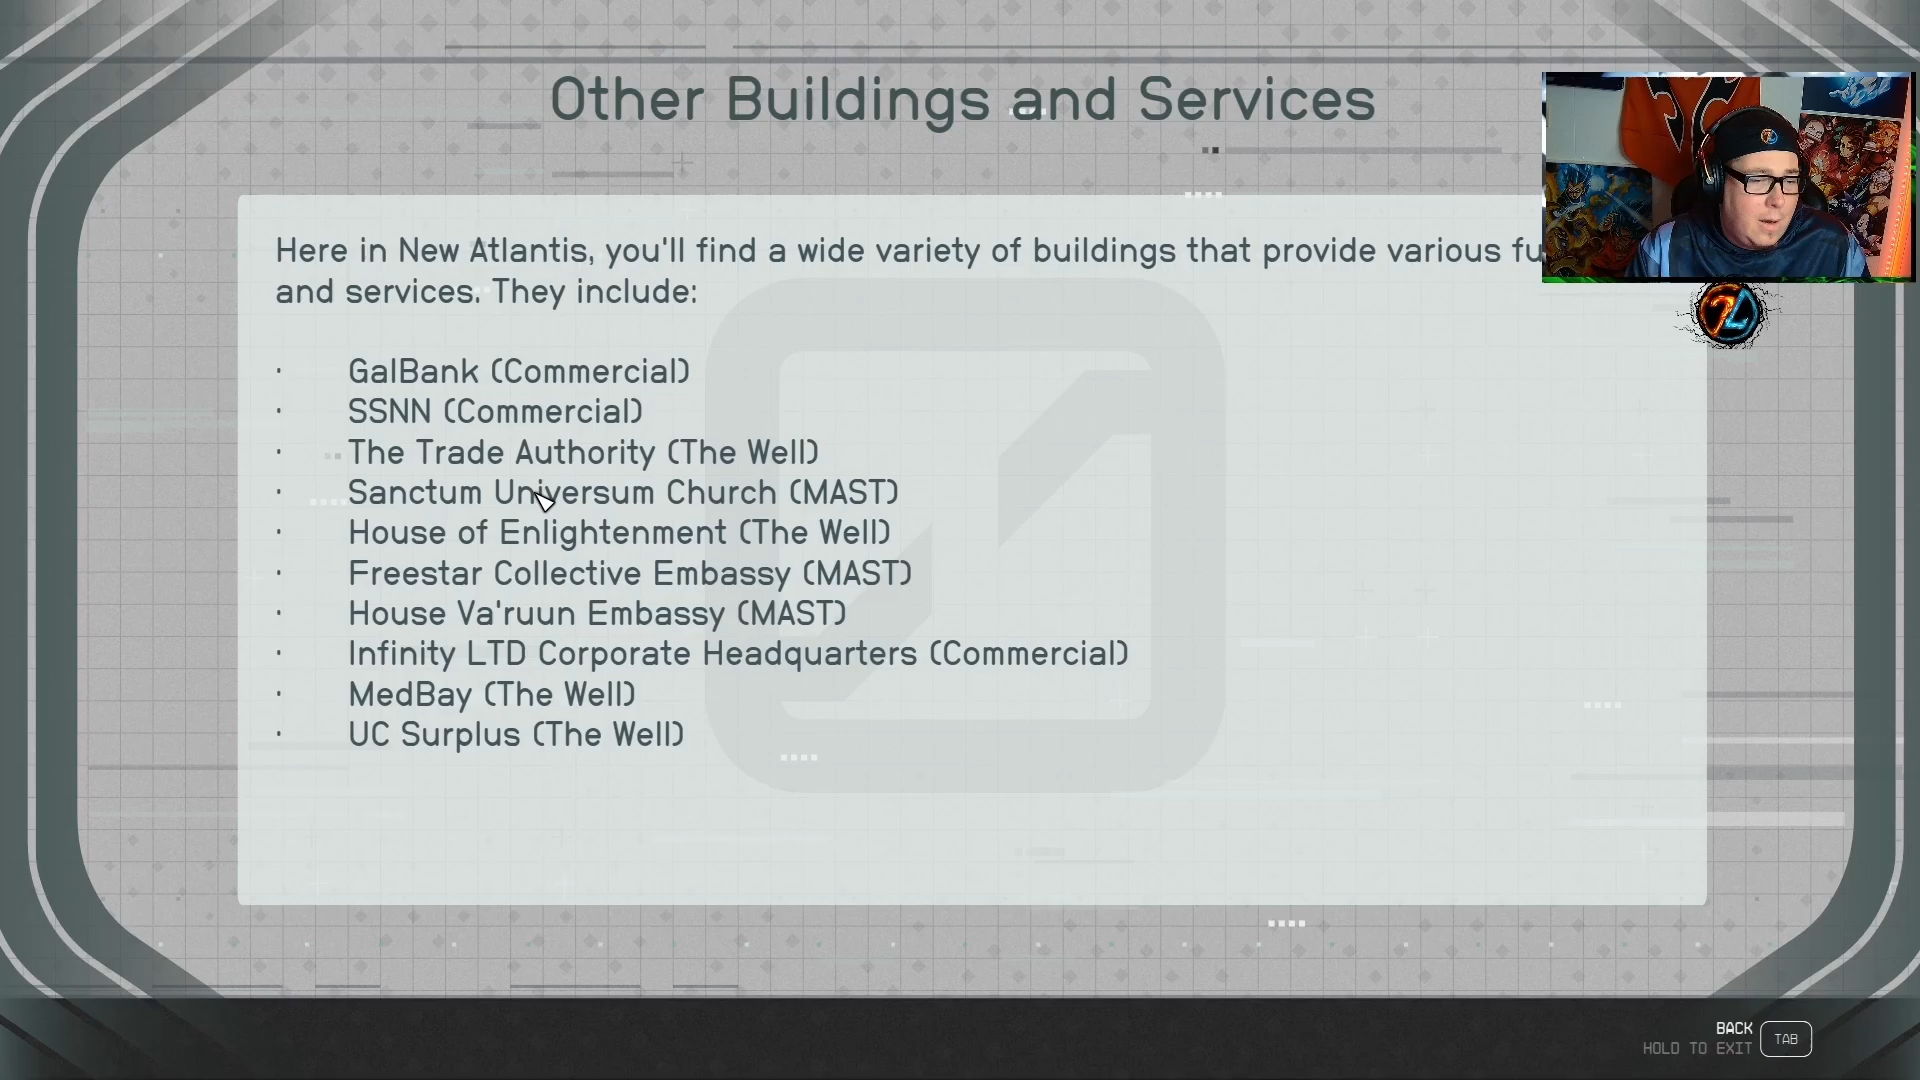 Other Buildings and Services
Here in New Atlantis, you'll find a wide variety of buildings that provide various
and services. They include:
· GalBank (Commercial)
· SSNN (Commercial)
· The Trade Authority (The Well)
· Sanctum Universum Church (MAST)
· House of Enlightenment (The Well)
· Freestar Collective Embassy (MAST)
· House Va'ruun Embassy (MAST)
· Infinity LTD Corporate Headquarters (Commercial)
· MedBay (The Well)
· UC Surplus (The Well)
BACK
HOLD TO EXIT
TAB